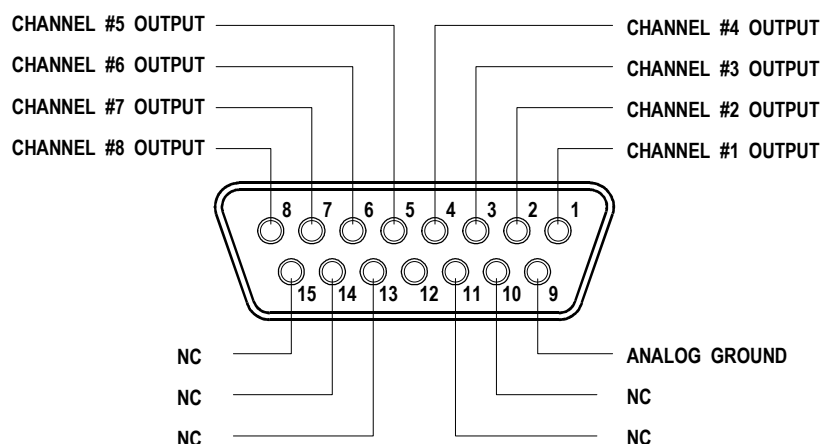 CHANNEL #5 OUTPUT
CHANNEL #4 OUTPUT
CHANNEL #6 OUTPUT
CHANNEL #3 OUTPUT
CHANNEL #7 OUTPUT
CHANNEL #2 OUTPUT
CHANNEL #8 OUTPUT
CHANNEL #1 OUTPUT
8 7 6 5 4 3 2 1
15 14 13 12 11 10 9
NC
ANALOG GROUND
NC
NC
NC
NC